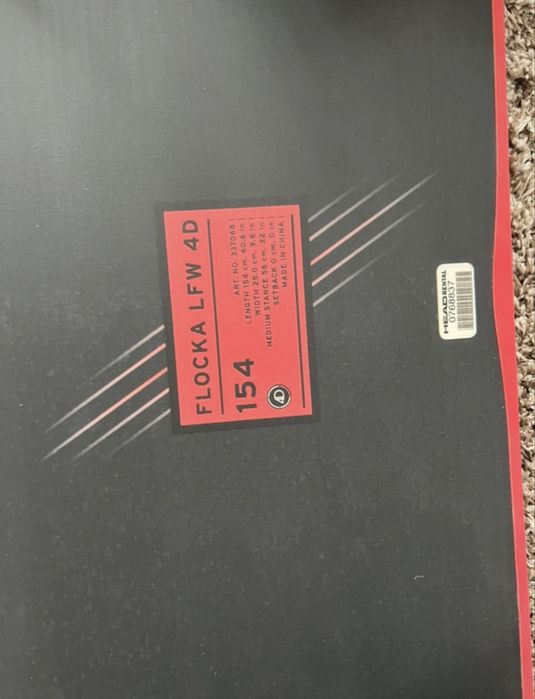 FLOCKA LFW 4D
154
4D
ART. NO. 337068
LENGTH 154 cm, 60.6 in
WIDTH 25.0 cm, 9.8 in
MEDIUM STANCE 56 cm, 22 in
SETBACK 0 cm, 0 in
MADE IN CHINA
HEAD RENTAL
0768837